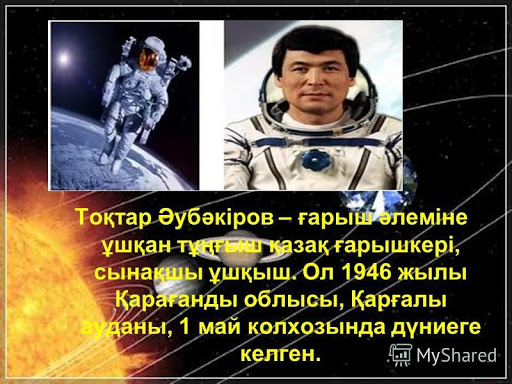 Тоқтар Әубәкіров – ғарыш әлеміне
ұшқан тұңғыш қазақ ғарышкері,
сынақшы ұшқыш. Ол 1946 жылы
Қарағанды облысы, Қарғалы
ауданы, 1 май колхозында дүниеге
келген.
MyShared